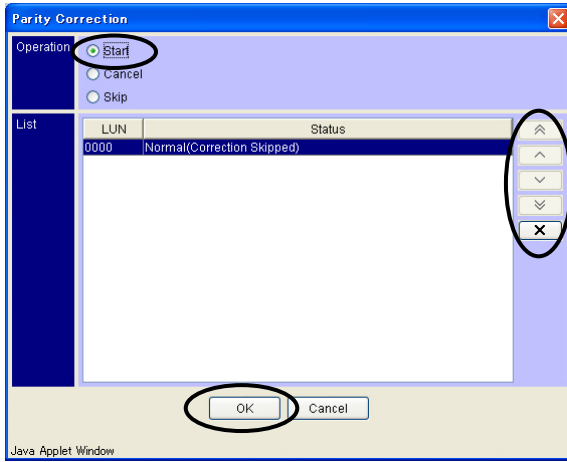 Parity Correction
Operation
Start
Cancel
Skip
List
LUN Status
0000 Normal(Correction Skipped)
OK Cancel
Java Applet Window